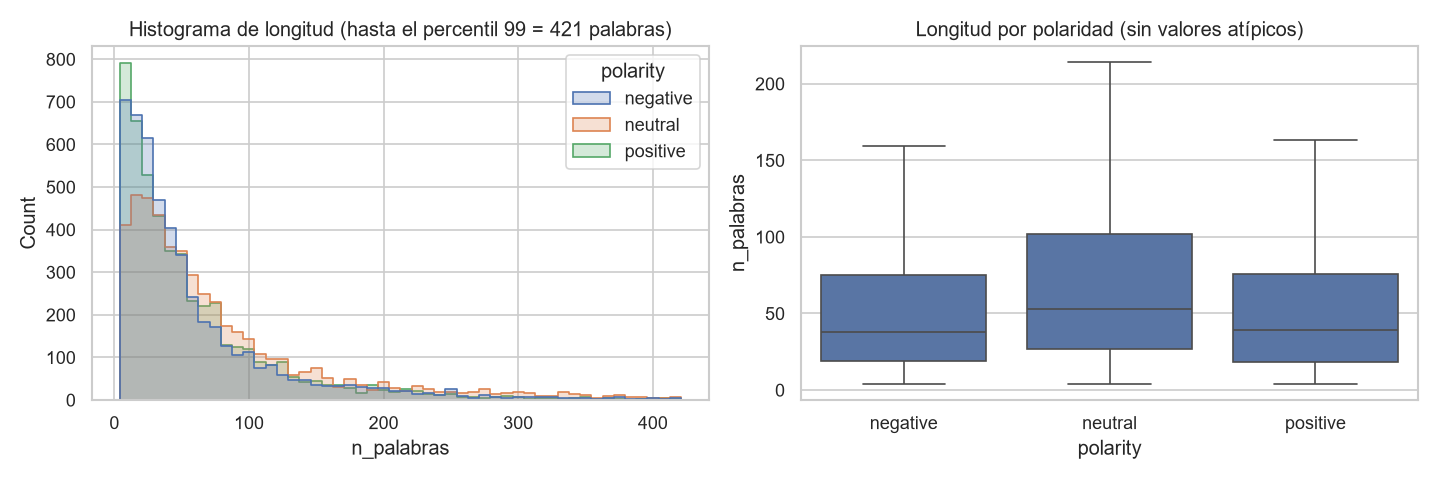 Histograma de longitud (hasta el percentil 99 = 421 palabras)
800
700
600
500
400
300
200
100
0
Count
polarity
negative
neutral
positive
0
100
200
300
400
n_palabras
Longitud por polaridad (sin valores atípicos)
200
150
100
50
0
n_palabras
negative
neutral
positive
polarity